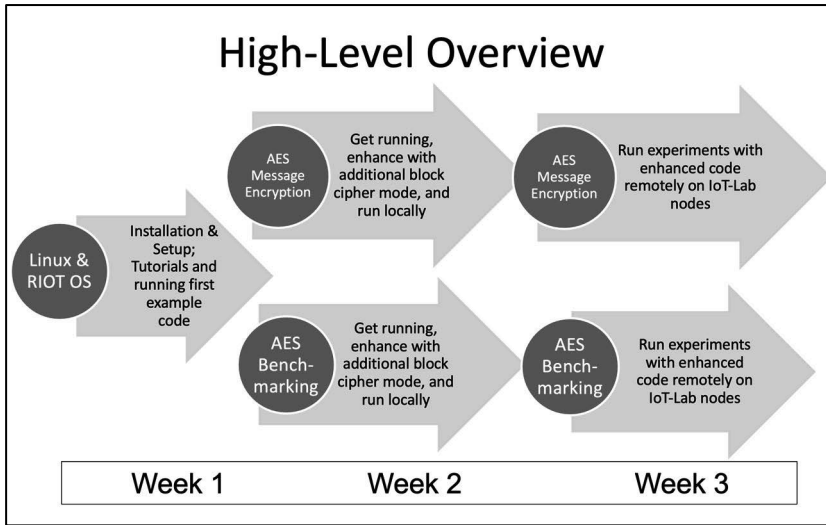 High-Level Overview
Linux &
RIOT OS
Installation &
Setup;
Tutorials and
running first
example
code
AES
Message
Encryption
Get running,
enhance with
additional block
cipher mode, and
run locally
AES
Message
Encryption
Run experiments with
enhanced code
remotely on IoT-Lab
nodes
AES
Bench-
marking
Get running,
enhance with
additional block
cipher mode, and
run locally
AES
Bench-
marking
Run experiments
with enhanced
code remotely on
IoT-Lab nodes
Week 1
Week 2
Week 3